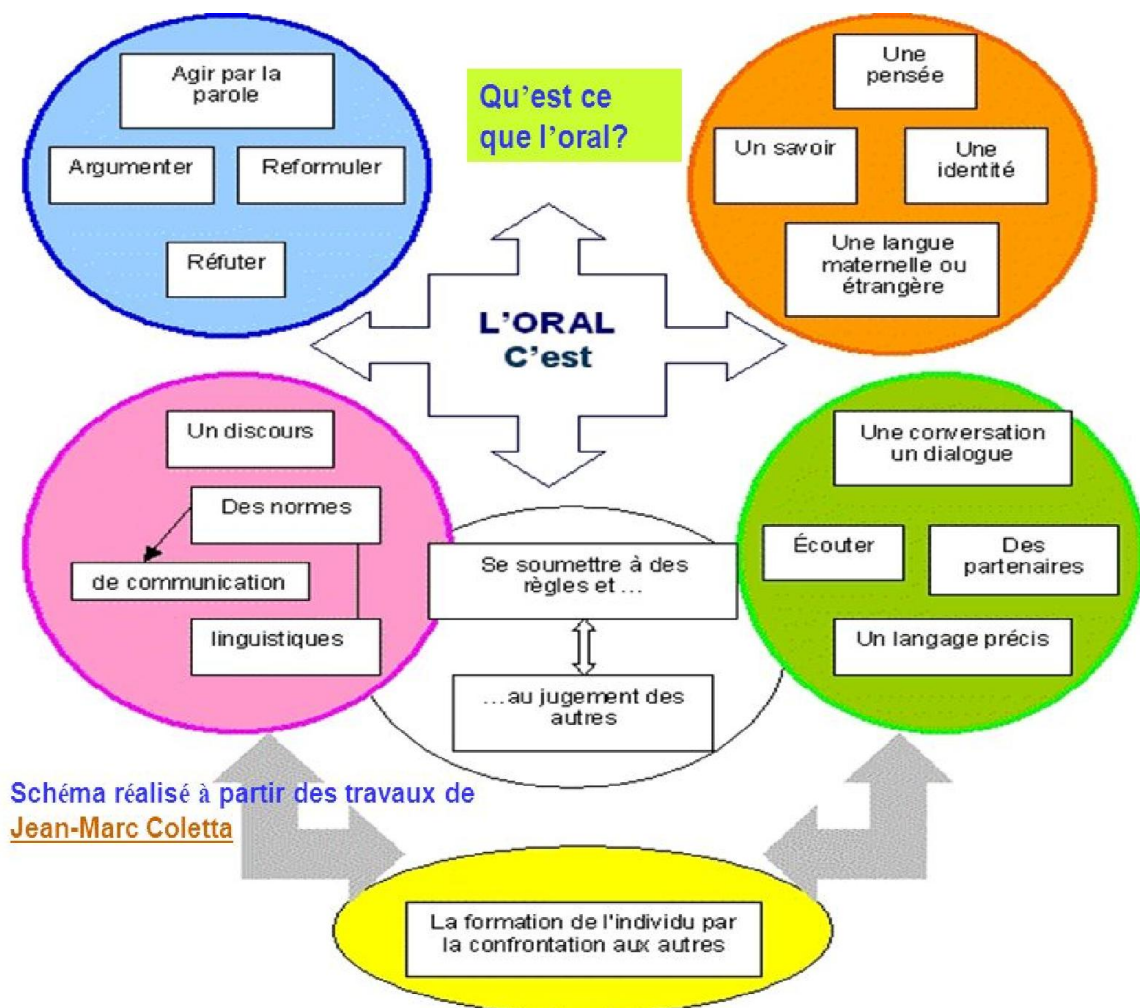 Qu'est ce
que l'oral?
Agir par la
parole
Argumenter
Reformuler
Réfuter
Une
pensée
Un savoir
Une
identité
Une langue
maternelle ou
étrangère
L'ORAL
C'est
Un discours
Des normes
de communication
linguistiques
Se soumettre à des
règles et ...
...au jugement des
autres
Une conversation
un dialogue
Écouter
Des
partenaires
Un langage précis
Schéma réalisé à partir des travaux de
Jean-Marc Coletta
La formation de l'individu par
la confrontation aux autres